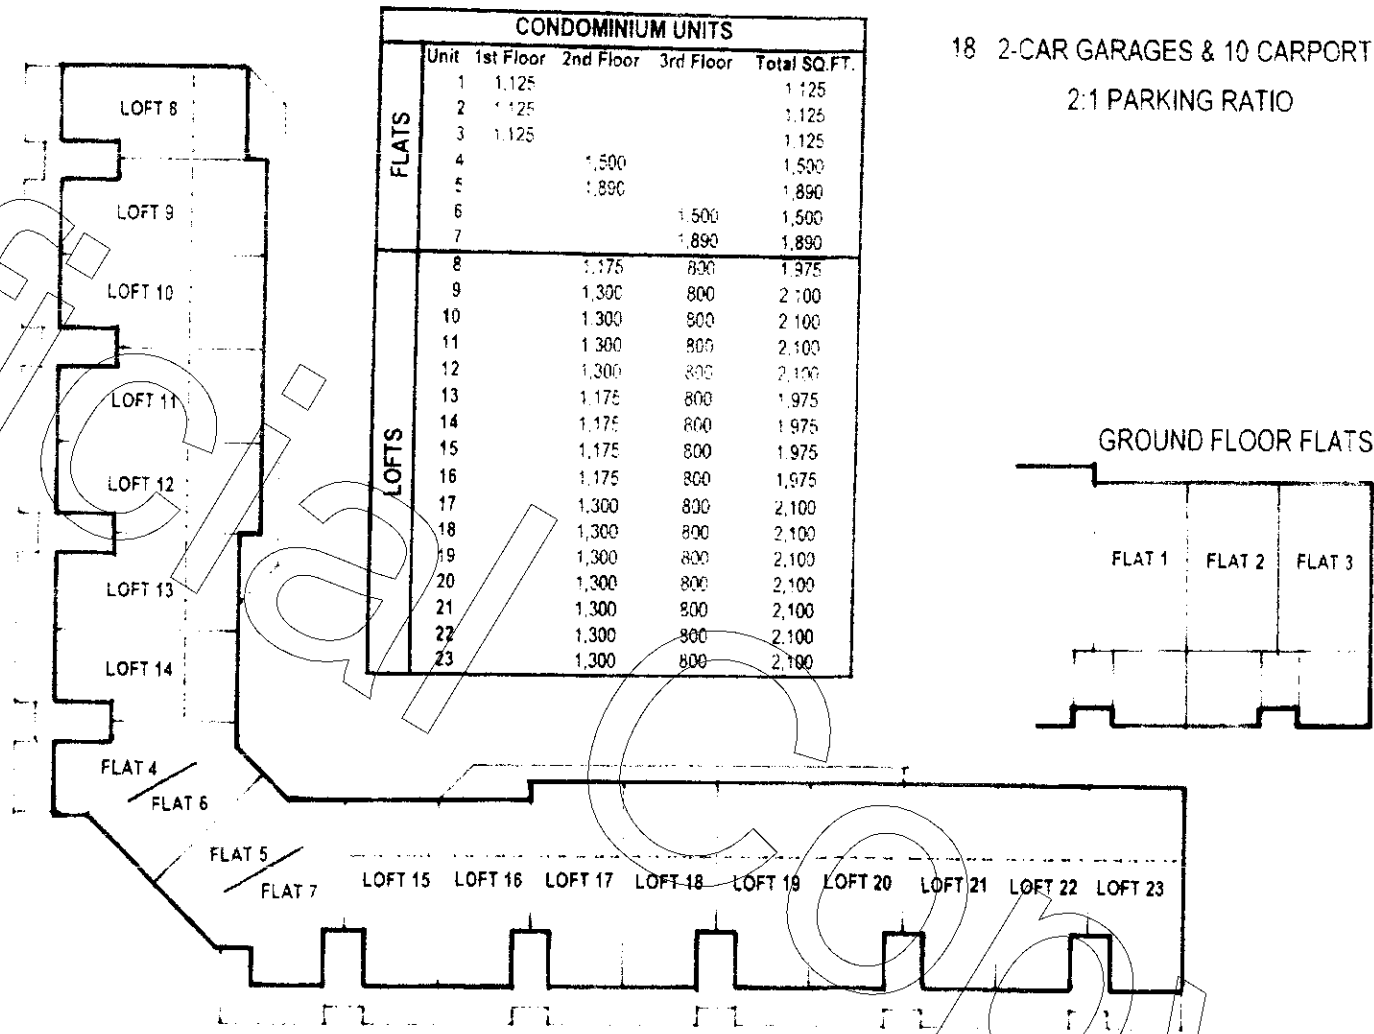 CONDOMINIUM UNITS
Unit 1st Floor 2nd Floor 3rd Floor Total SQ.FT.
FLATS
1 1,125 1,125
2 1,125 1,125
3 1,125 1,125
4 1,500 1,500
5 1,890 1,890
6 1,500 1,500
7 1,890 1,890
LOFTS
8 1,175 800 1,975
9 1,300 800 2,100
10 1,300 800 2,100
11 1,300 800 2,100
12 1,300 800 2,100
13 1,175 800 1,975
14 1,175 800 1,975
15 1,175 800 1,975
16 1,175 800 1,975
17 1,300 800 2,100
18 1,300 800 2,100
19 1,300 800 2,100
20 1,300 800 2,100
21 1,300 800 2,100
22 1,300 800 2,100
23 1,300 800 2,100
18 2-CAR GARAGES & 10 CARPORT
2:1 PARKING RATIO
GROUND FLOOR FLATS
FLAT 1 FLAT 2 FLAT 3
LOFT 8
LOFT 9
LOFT 10
LOFT 11
LOFT 12
LOFT 13
LOFT 14
FLAT 4
FLAT 6
FLAT 5
FLAT 7
LOFT 15 LOFT 16 LOFT 17 LOFT 18 LOFT 19 LOFT 20 LOFT 21 LOFT 22 LOFT 23